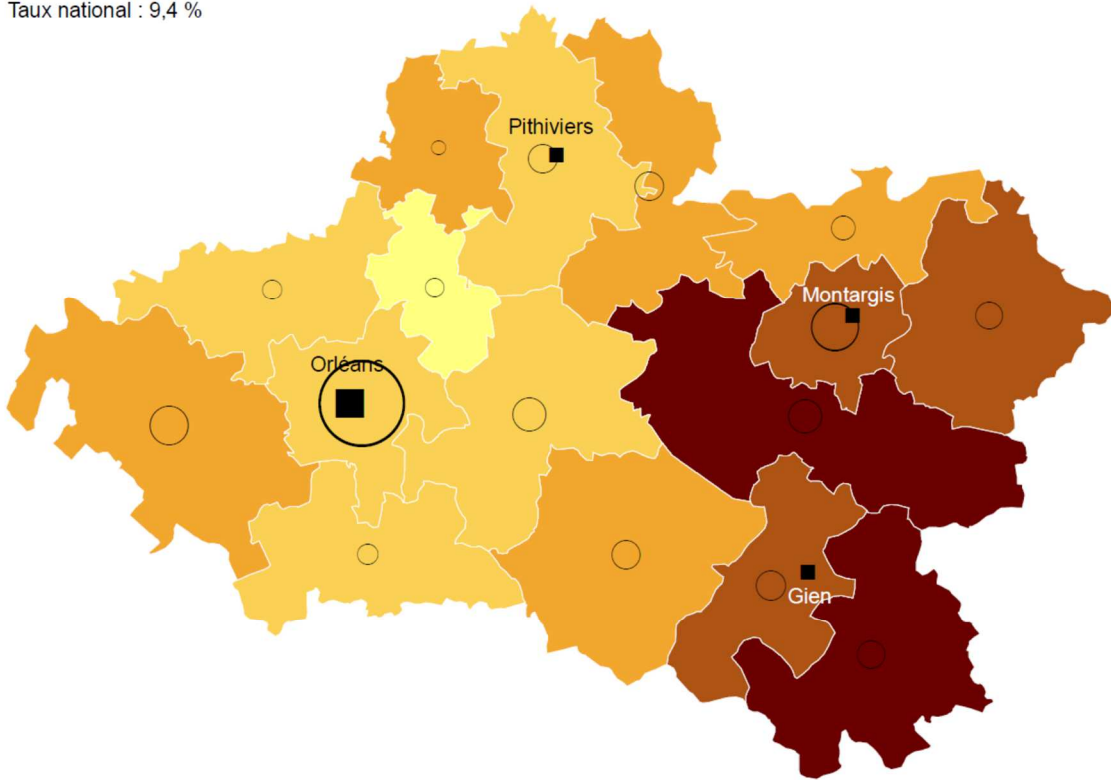 Taux national : 9,4 %
Pithiviers
Montargis
Orléans
Gien